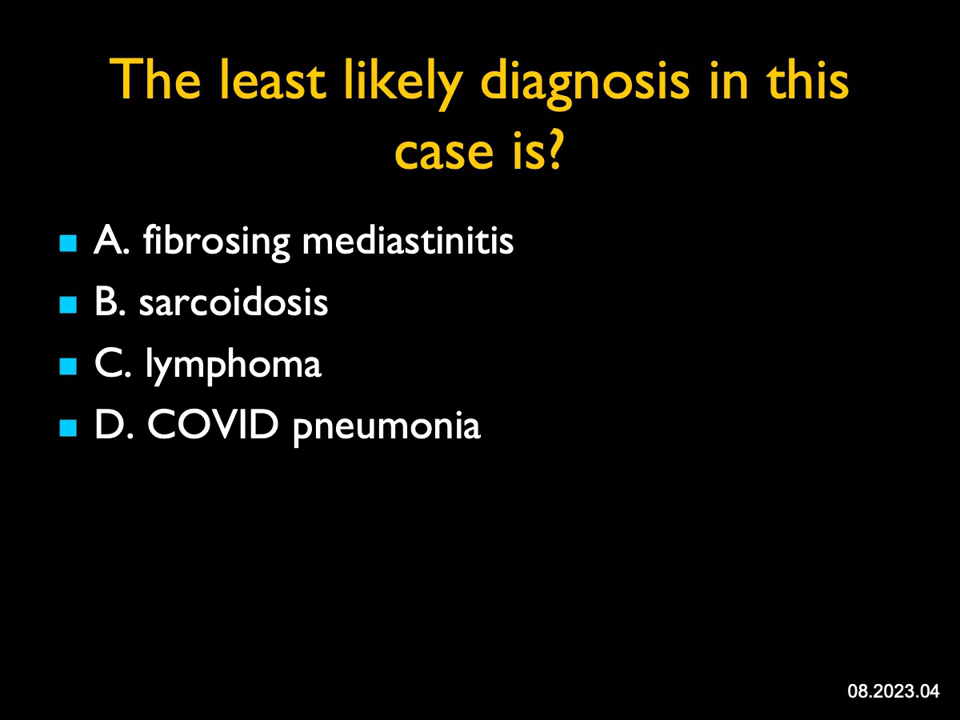 The least likely diagnosis in this
case is?
A. fibrosing mediastinitis
B. sarcoidosis
C. lymphoma
D. COVID pneumonia
08.2023.04